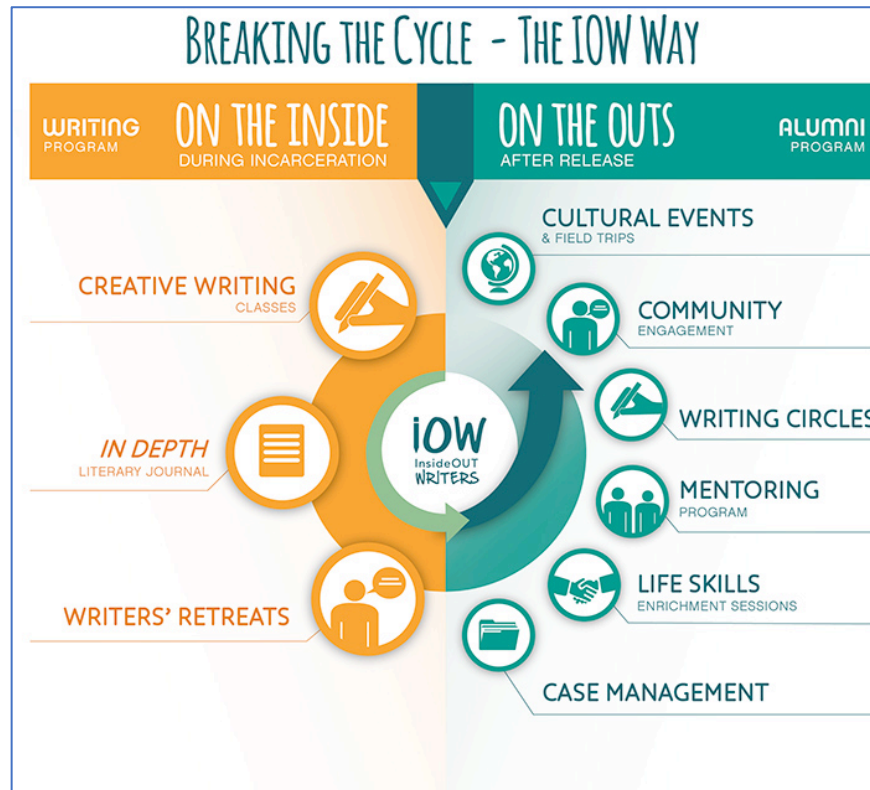 BREAKING THE CYCLE - THE IOW WAY
WRITING
PROGRAM
ON THE INSIDE
DURING INCARCERATION
ON THE OUTS
AFTER RELEASE
ALUMNI
PROGRAM
CREATIVE WRITING
CLASSES
IN DEPTH
LITERARY JOURNAL
WRITERS' RETREATS
iOW
InsideOUT
WRITERS
CULTURAL EVENTS
& FIELD TRIPS
COMMUNITY
ENGAGEMENT
WRITING CIRCLES
MENTORING
PROGRAM
LIFE SKILLS
ENRICHMENT SESSIONS
CASE MANAGEMENT